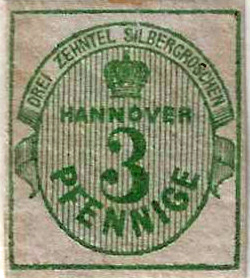 DREI ZEHNTEL SILBERGROSCHEN
HANNOVER
3
PFENNIGE